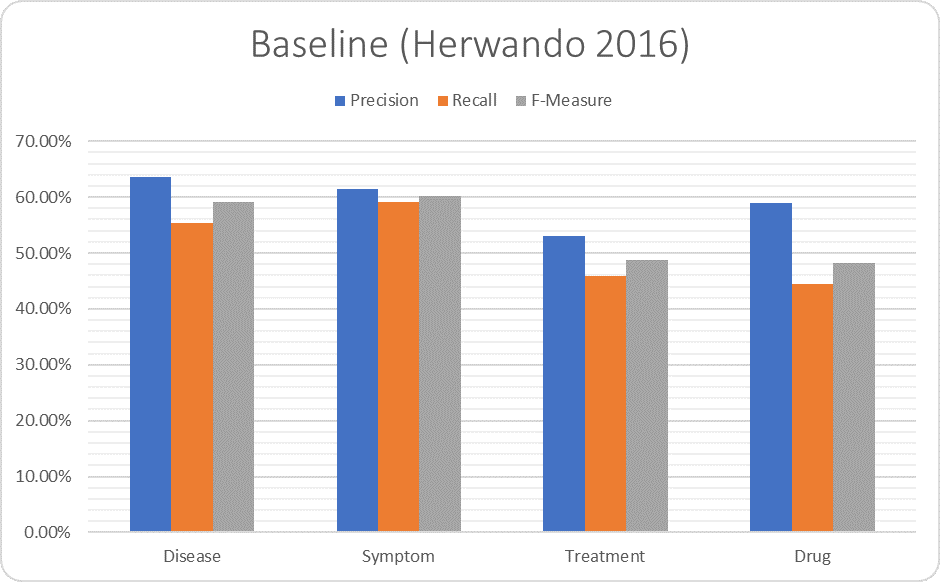 Baseline (Herwando 2016)
Precision Recall F-Measure
70.00%
60.00%
50.00%
40.00%
30.00%
20.00%
10.00%
0.00%
Disease Symptom Treatment Drug